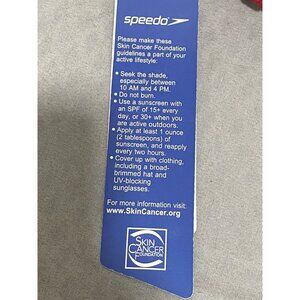 speedo
Please make these
Skin Cancer Foundation
guidelines a part of your
active lifestyle:
• Seek the shade,
especially between
10 AM and 4 PM.
• Do not burn.
• Use a sunscreen with
an SPF of 15+ every
day, or 30+ when you
are active outdoors.
• Apply at least 1 ounce
(2 tablespoons) of
sunscreen, and reapply
every two hours.
• Cover up with clothing,
including a broad-
brimmed hat and
UV-blocking
sunglasses.
For more information visit:
www.SkinCancer.org
SKIN
CANCER
FOUNDATION